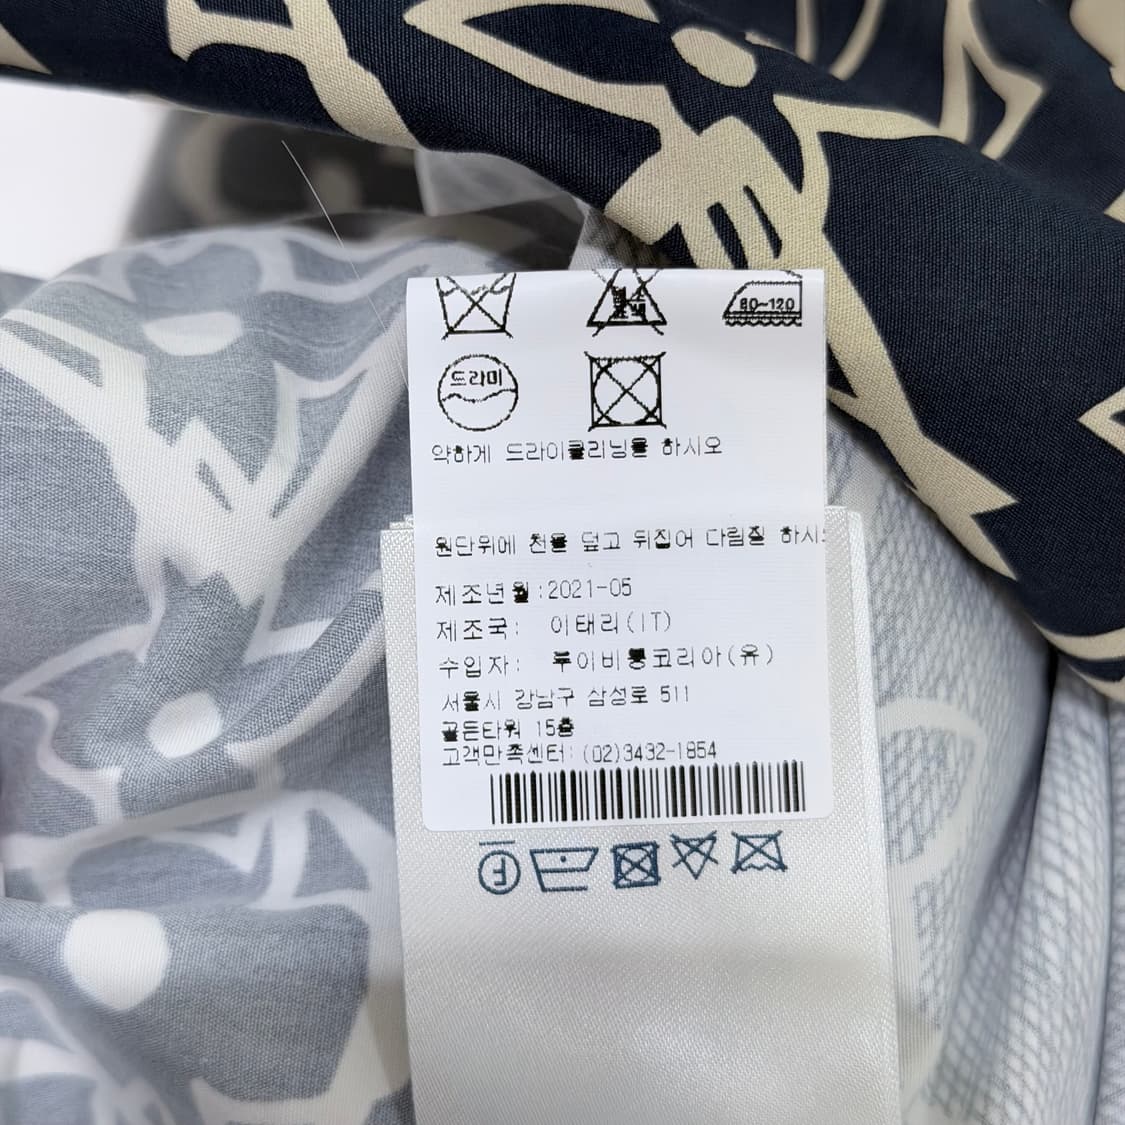 80~120
드라이
약하게 드라이클리닝을 하시오
원단위에 천을 덮고 뒤집어 다림질 하시
제조년월:2021-05
제조국: 이태리(IT)
수입자: 루이비통코리아(유)
서울시 강남구 삼성로 511
골든타워 15층
고객만족센터:(02)3432-1854
F